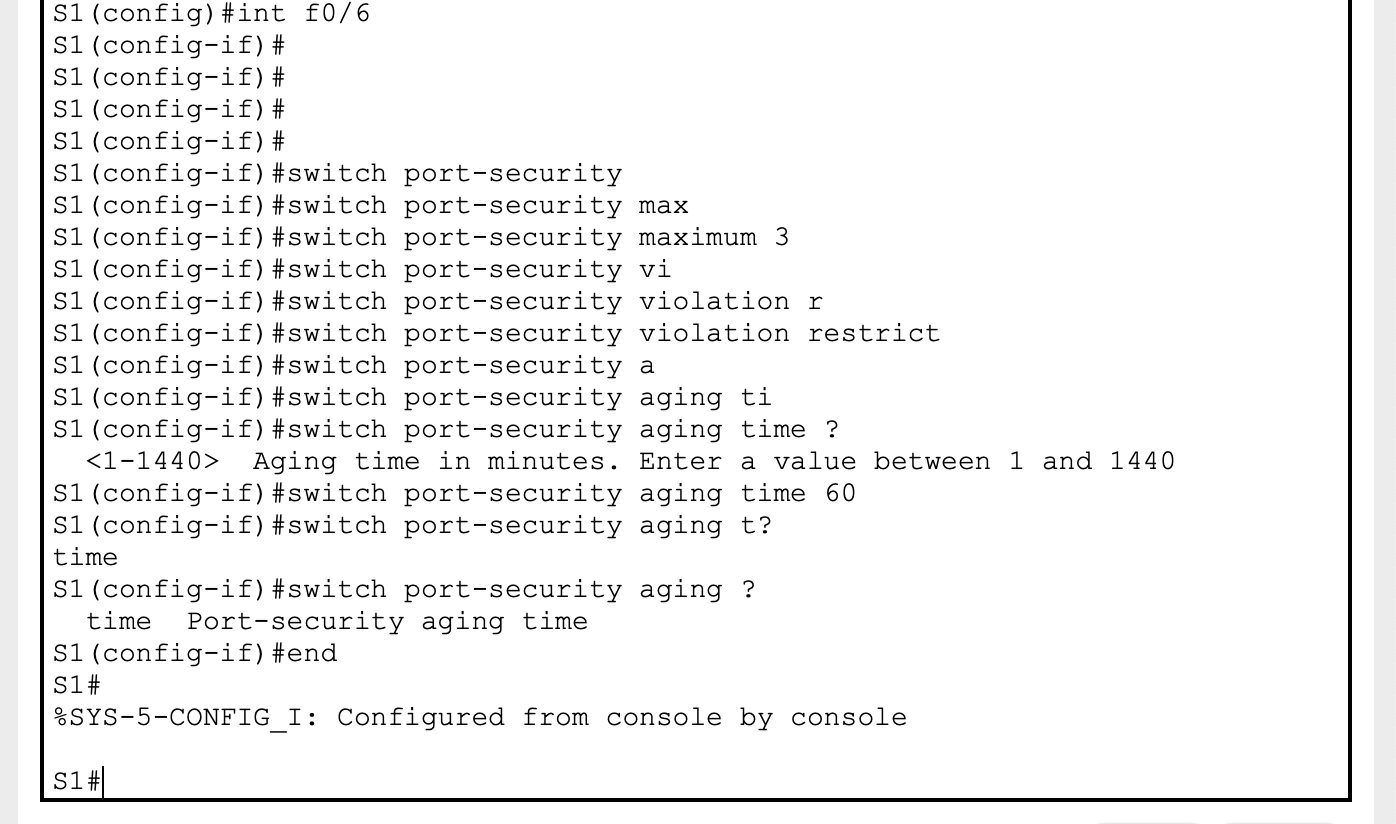 S1(config)#int f0/6
S1(config-if)#
S1(config-if)#
S1(config-if)#
S1(config-if)#
S1(config-if)#switch port-security
S1(config-if)#switch port-security max
S1(config-if)#switch port-security maximum 3
S1(config-if)#switch port-security vi
S1(config-if)#switch port-security violation r
S1(config-if)#switch port-security violation restrict
S1(config-if)#switch port-security a
S1(config-if)#switch port-security aging ti
S1(config-if)#switch port-security aging time ?
  <1-1440>  Aging time in minutes. Enter a value between 1 and 1440
S1(config-if)#switch port-security aging time 60
S1(config-if)#switch port-security aging t?
time
S1(config-if)#switch port-security aging ?
  time  Port-security aging time
S1(config-if)#end
S1#
%SYS-5-CONFIG_I: Configured from console by console
S1#